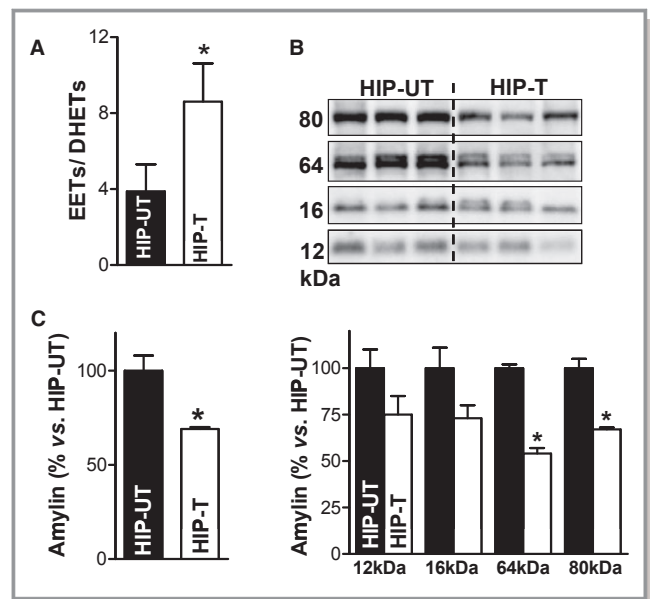 A
EETs/ DHETs
12
8
4
0
*
HIP-UT
HIP-T
B
HIP-UT HIP-T
80
64
16
12
kDa
C
Amylin (% vs. HIP-UT)
100
50
0
*
HIP-UT
HIP-T
Amylin (% vs. HIP-UT)
100
75
50
25
0
*
*
HIP-UT
HIP-T
12kDa 16kDa 64kDa 80kDa